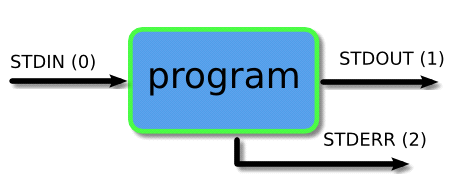 STDIN (0)
program
STDOUT (1)
STDERR (2)